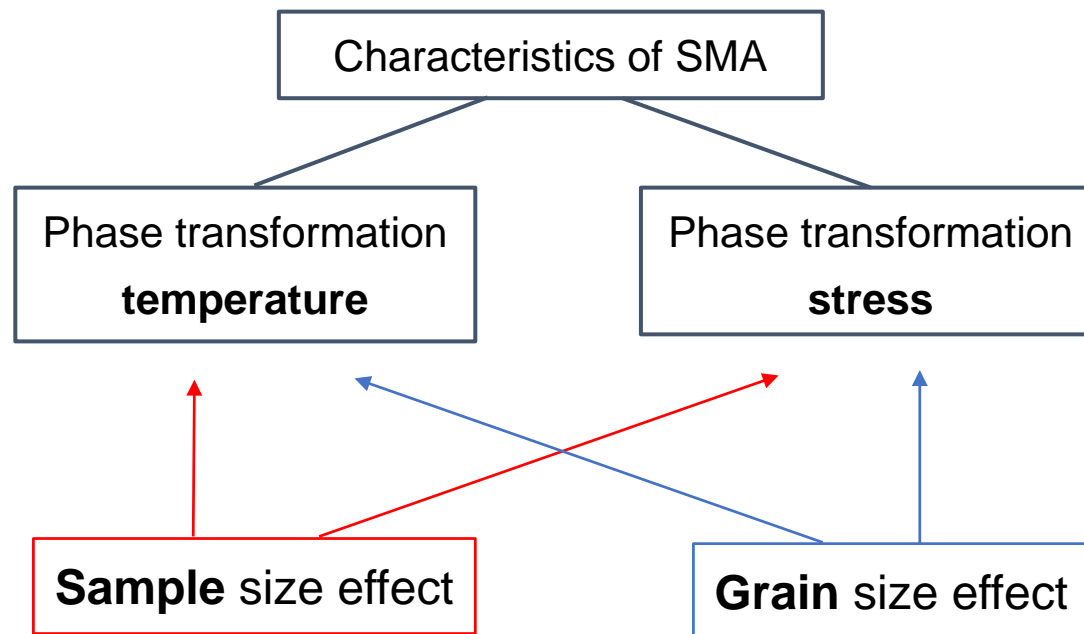 Characteristics of SMA
Phase transformation
temperature
Phase transformation
stress
Sample size effect
Grain size effect